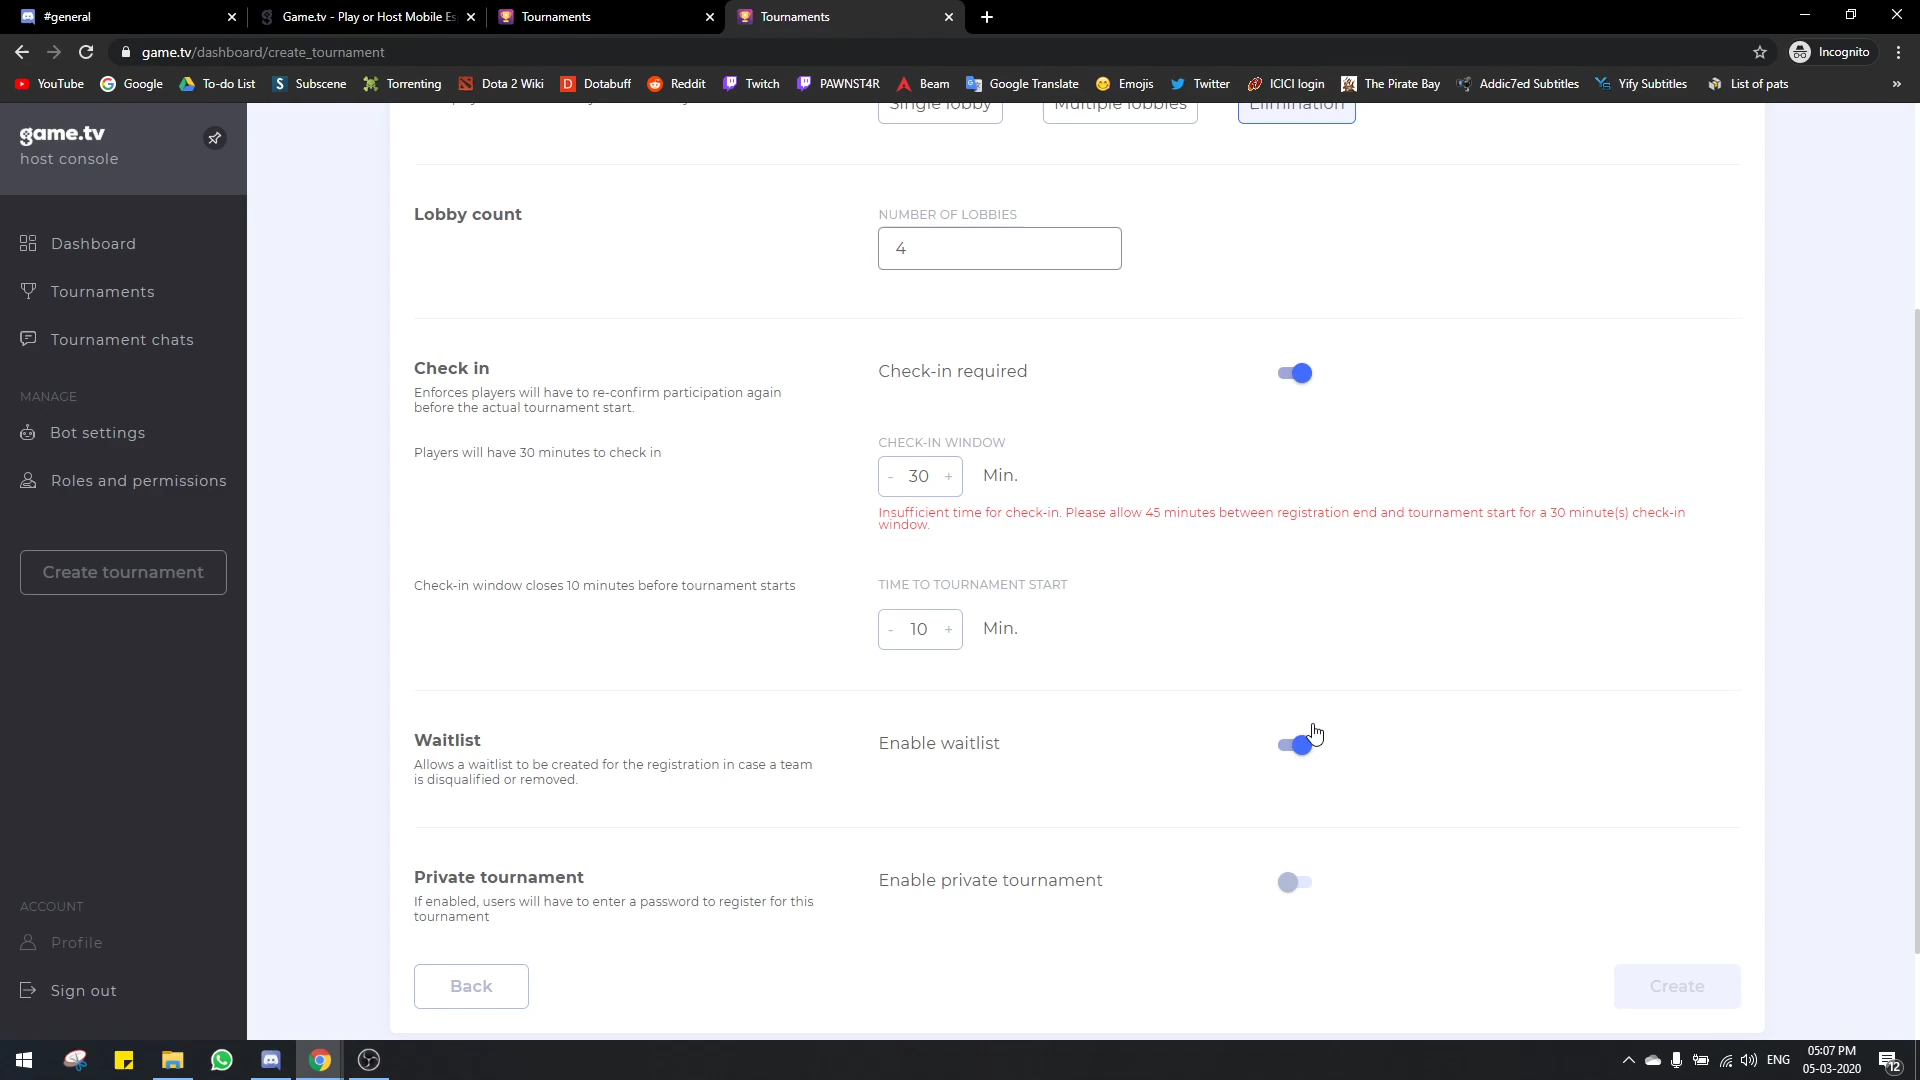 #general
Game.tv - Play or Host Mobile Es
Tournaments
Tournaments
game.tv/dashboard/create_tournament
Incognito
YouTube
Google
To-do List
Subscene
Torrenting
Dota 2 Wiki
Dotabuff
Reddit
Twitch
PAWNST4R
Beam
Google Translate
Emojis
Twitter
ICICI login
The Pirate Bay
Addic7ed Subtitles
Yify Subtitles
List of pats
»
game.tv
host console
Dashboard
Tournaments
Tournament chats
MANAGE
Bot settings
Roles and permissions
Create tournament
ACCOUNT
Profile
Sign out
Single lobby
Multiple lobbies
Elimination
Lobby count
NUMBER OF LOBBIES
4
Check in
Enforces players will have to re-confirm participation again
before the actual tournament start.
Check-in required
Players will have 30 minutes to check in
CHECK-IN WINDOW
- 30 + Min.
Insufficient time for check-in. Please allow 45 minutes between registration end and tournament start for a 30 minute(s) check-in
window.
Check-in window closes 10 minutes before tournament starts
TIME TO TOURNAMENT START
- 10 + Min.
Waitlist
Allows a waitlist to be created for the registration in case a team
is disqualified or removed.
Enable waitlist
Private tournament
If enabled, users will have to enter a password to register for this
tournament
Enable private tournament
Back
Create
ENG
05:07 PM
05-03-2020
12